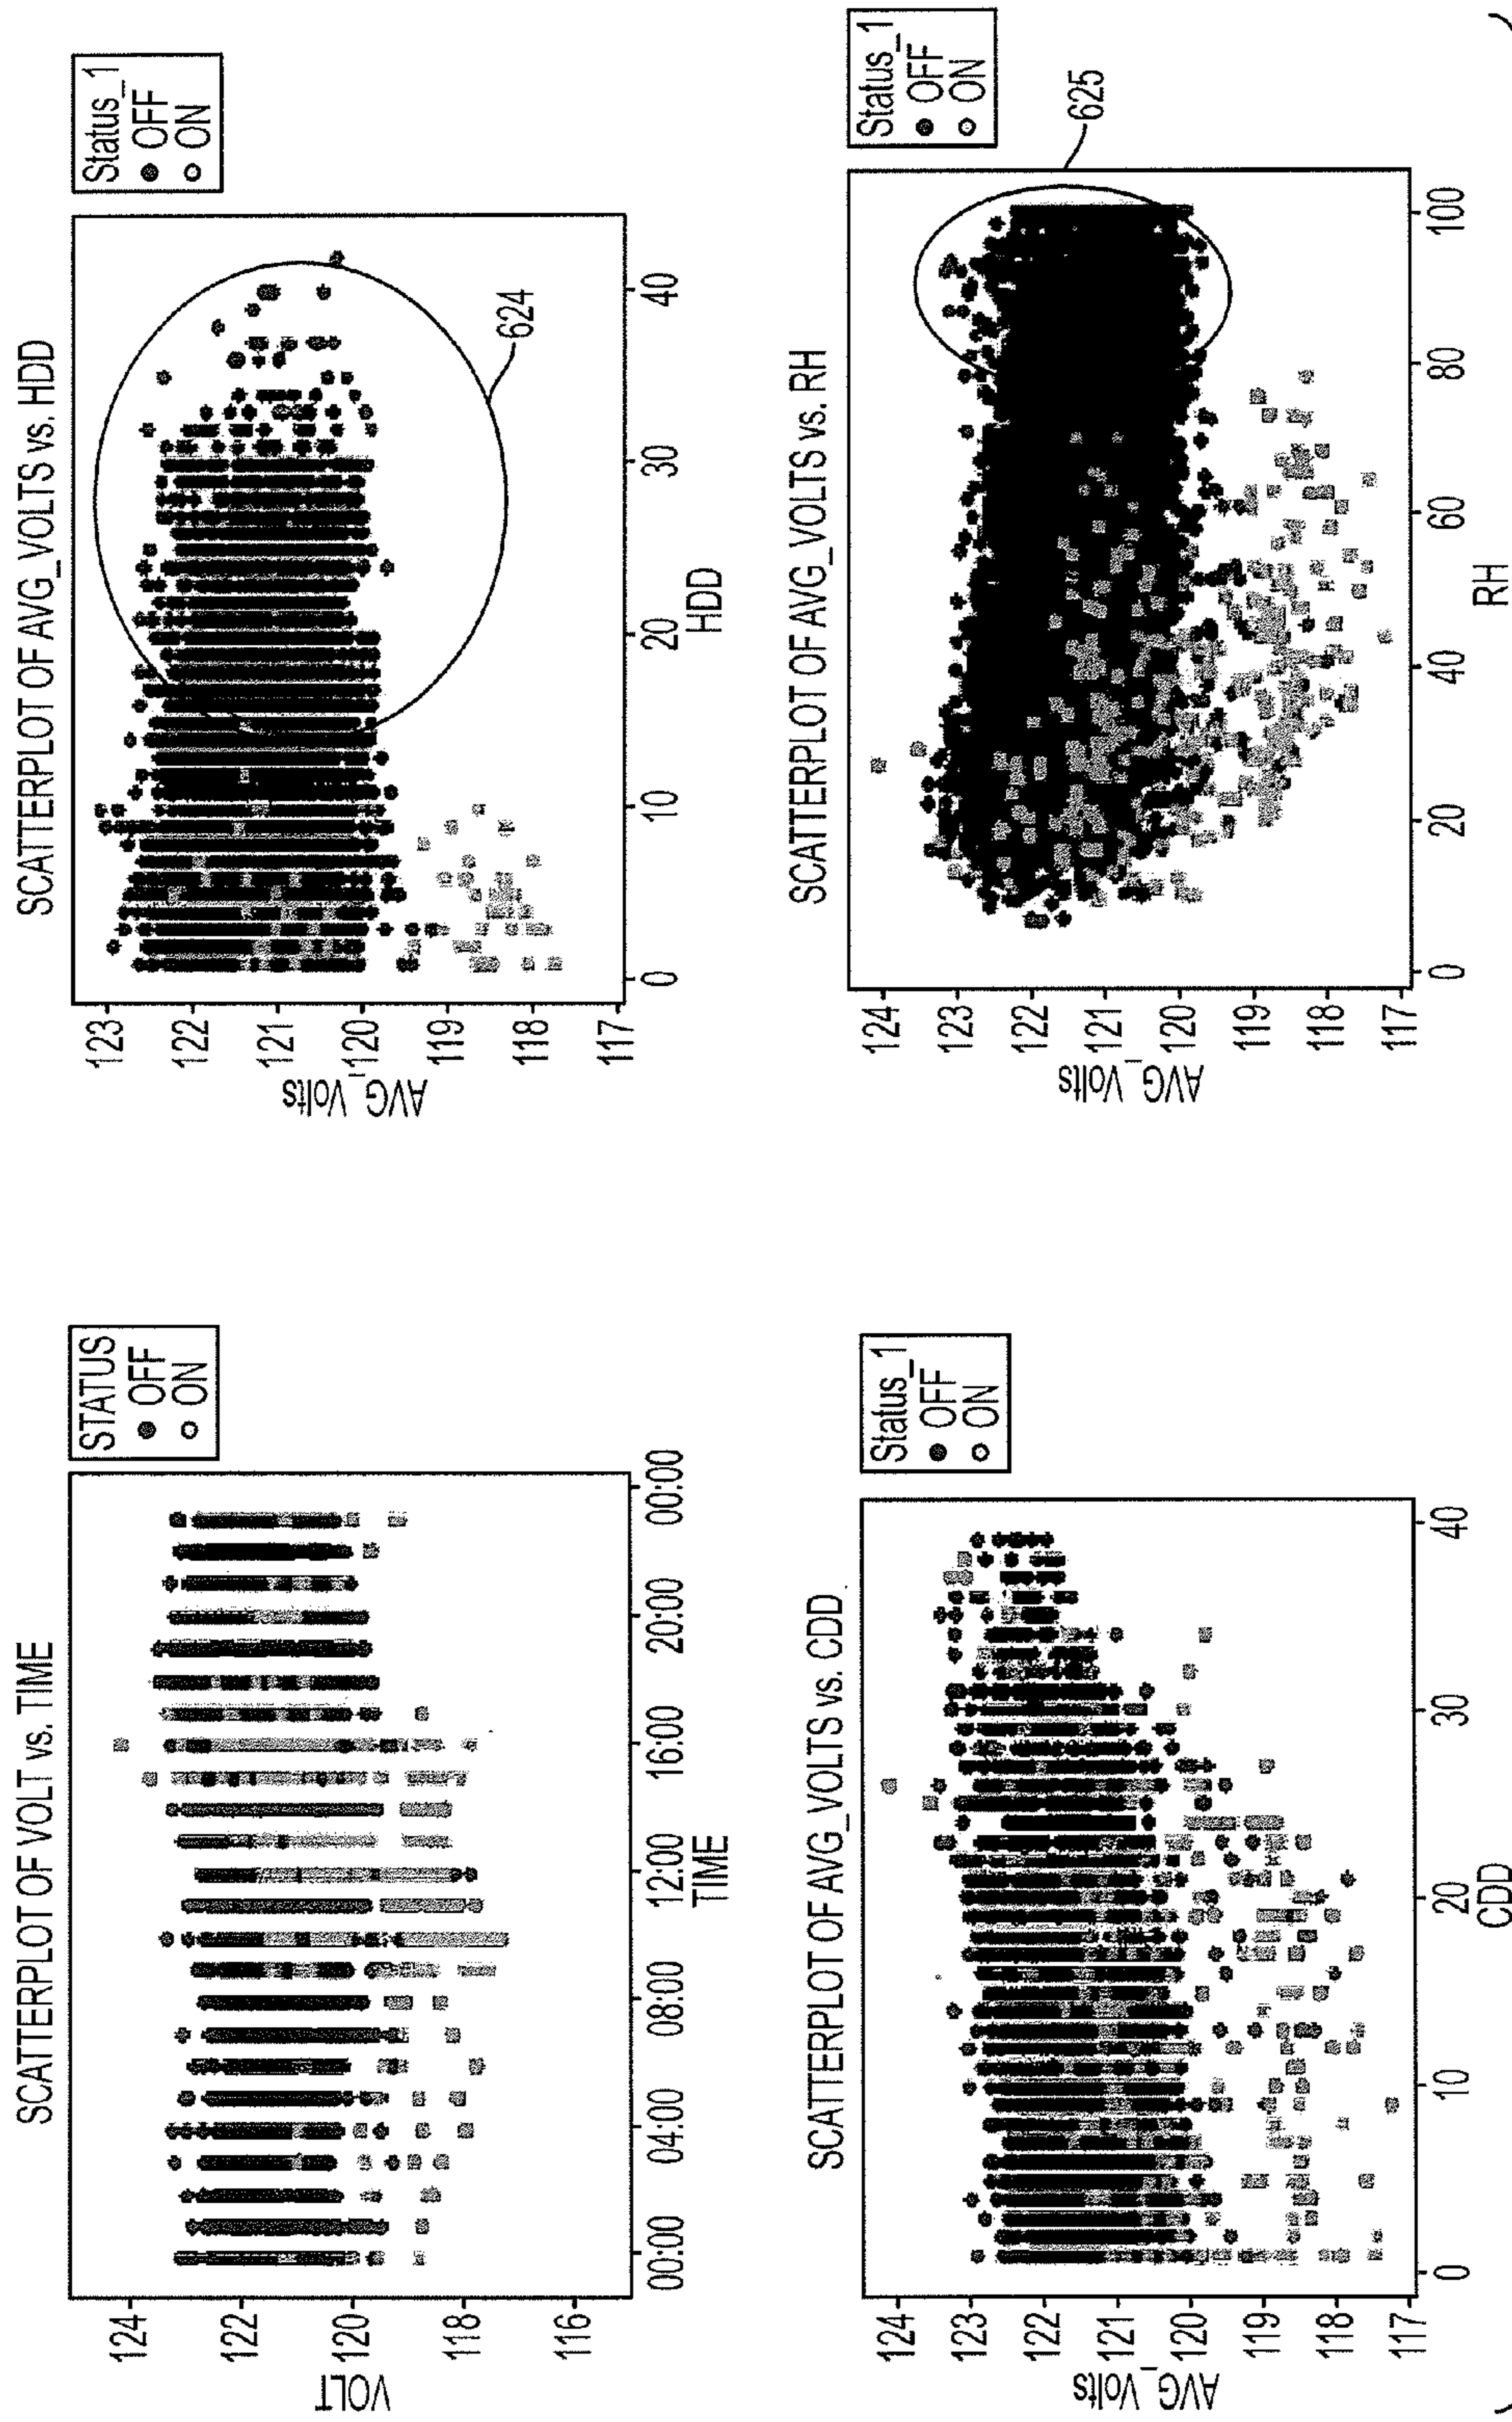 SCATTERPLOT OF VOLT vs. TIME
VOLT
124
122
120
118
116
00:00
04:00
08:00
12:00
16:00
20:00
00:00
TIME
STATUS
OFF
ON
SCATTERPLOT OF AVG_VOLTS vs. HDD
AVG_Volts
123
122
121
120
119
118
117
0
10
20
30
40
HDD
624
Status_1
OFF
ON
SCATTERPLOT OF AVG_VOLTS vs. CDD
AVG_Volts
124
123
122
121
120
119
118
117
0
10
20
30
40
CDD
Status_1
OFF
ON
SCATTERPLOT OF AVG_VOLTS vs. RH
AVG_Volts
124
123
122
121
120
119
118
117
0
20
40
60
80
100
RH
625
Status_1
OFF
ON